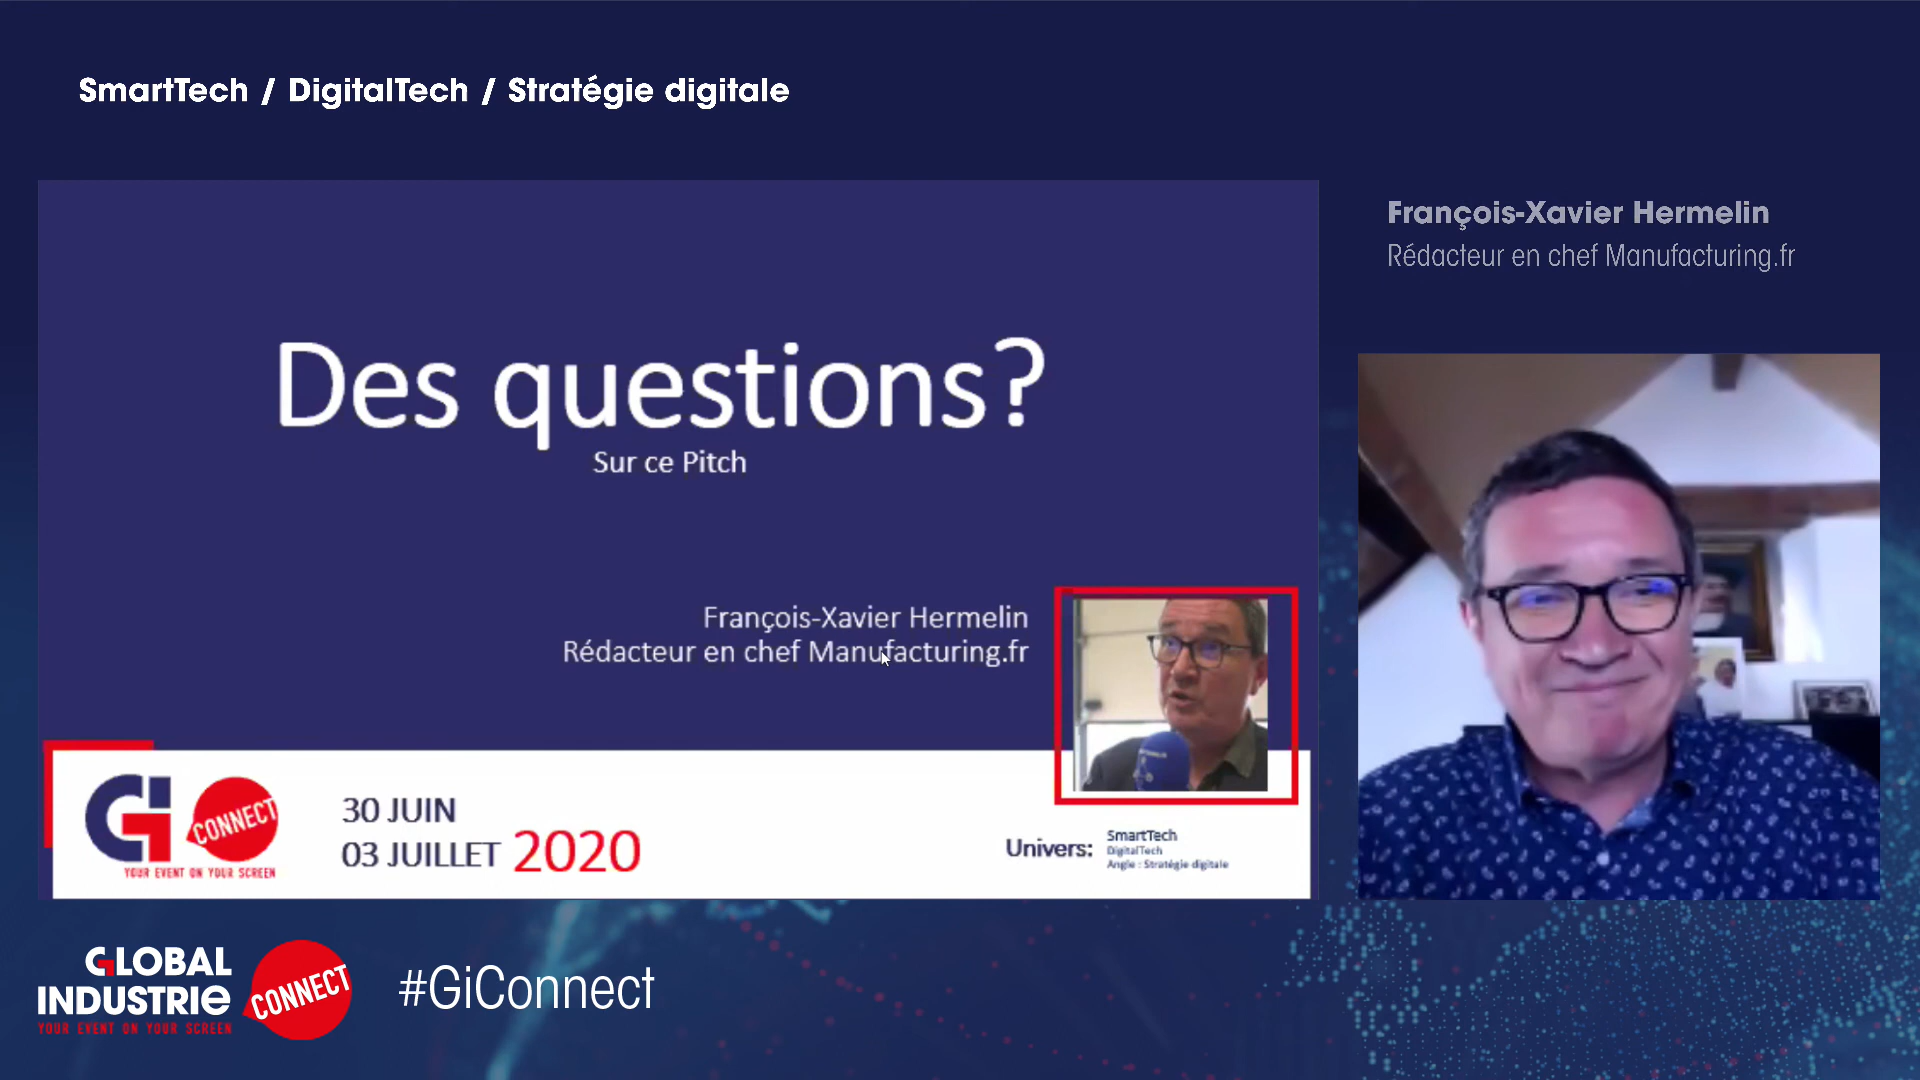 SmartTech / DigitalTech / Stratégie digitale
François-Xavier Hermelin
Rédacteur en chef Manufacturing.fr
Des questions?
Sur ce Pitch
François-Xavier Hermelin
Rédacteur en chef Manufacturing.fr
GI CONNECT
YOUR EVENT ON YOUR SCREEN
30 JUIN
03 JUILLET 2020
Univers:
SmartTech
DigitalTech
Angle : Stratégie digitale
GLOBAL
INDUSTRIE
CONNECT
YOUR EVENT ON YOUR SCREEN
#GiConnect